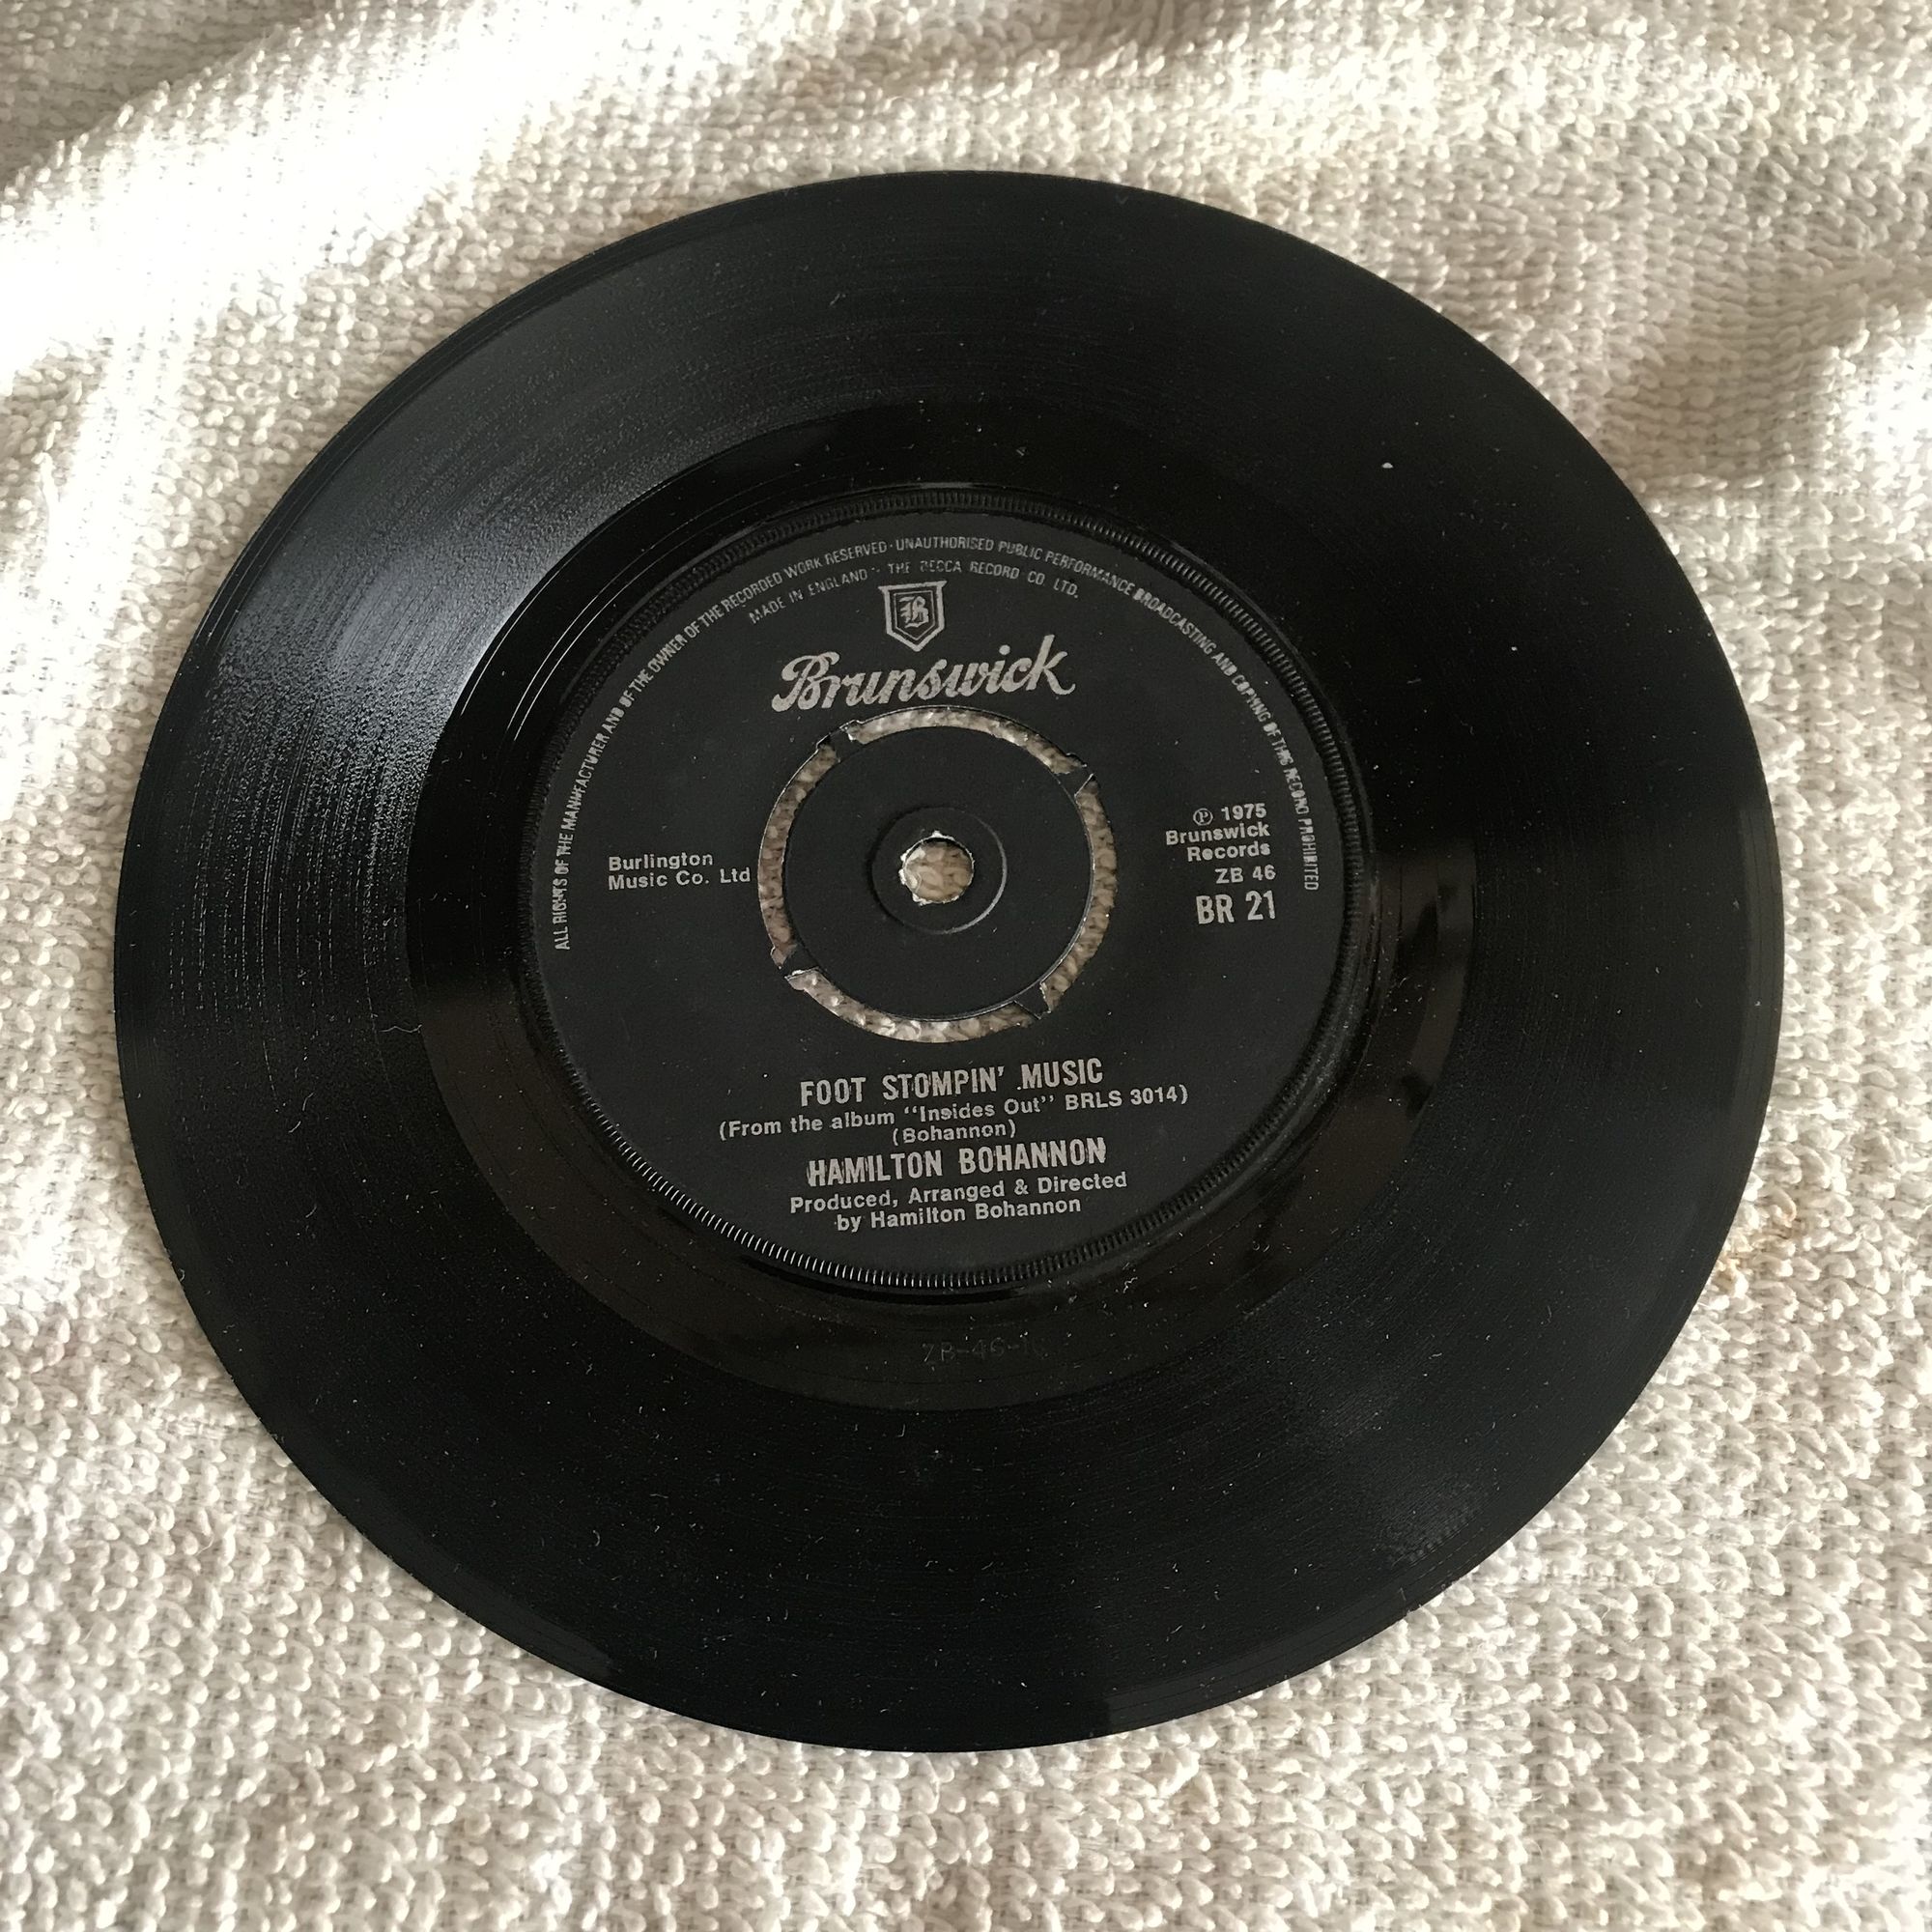 ALL RIGHTS OF THE MANUFACTURER AND OF THE OWNER OF THE RECORDED WORK RESERVED · UNAUTHORISED PUBLIC PERFORMANCE BROADCASTING AND COPYING OF THIS RECORD PROHIBITED
MADE IN ENGLAND :- THE DECCA RECORD CO. LTD.
B
Brunswick
Burlington
Music Co. Ltd
℗ 1975
Brunswick
Records
ZB 46
BR 21
FOOT STOMPIN' MUSIC
(From the album "Insides Out" BRLS 3014)
(Bohannon)
HAMILTON BOHANNON
Produced, Arranged & Directed
by Hamilton Bohannon